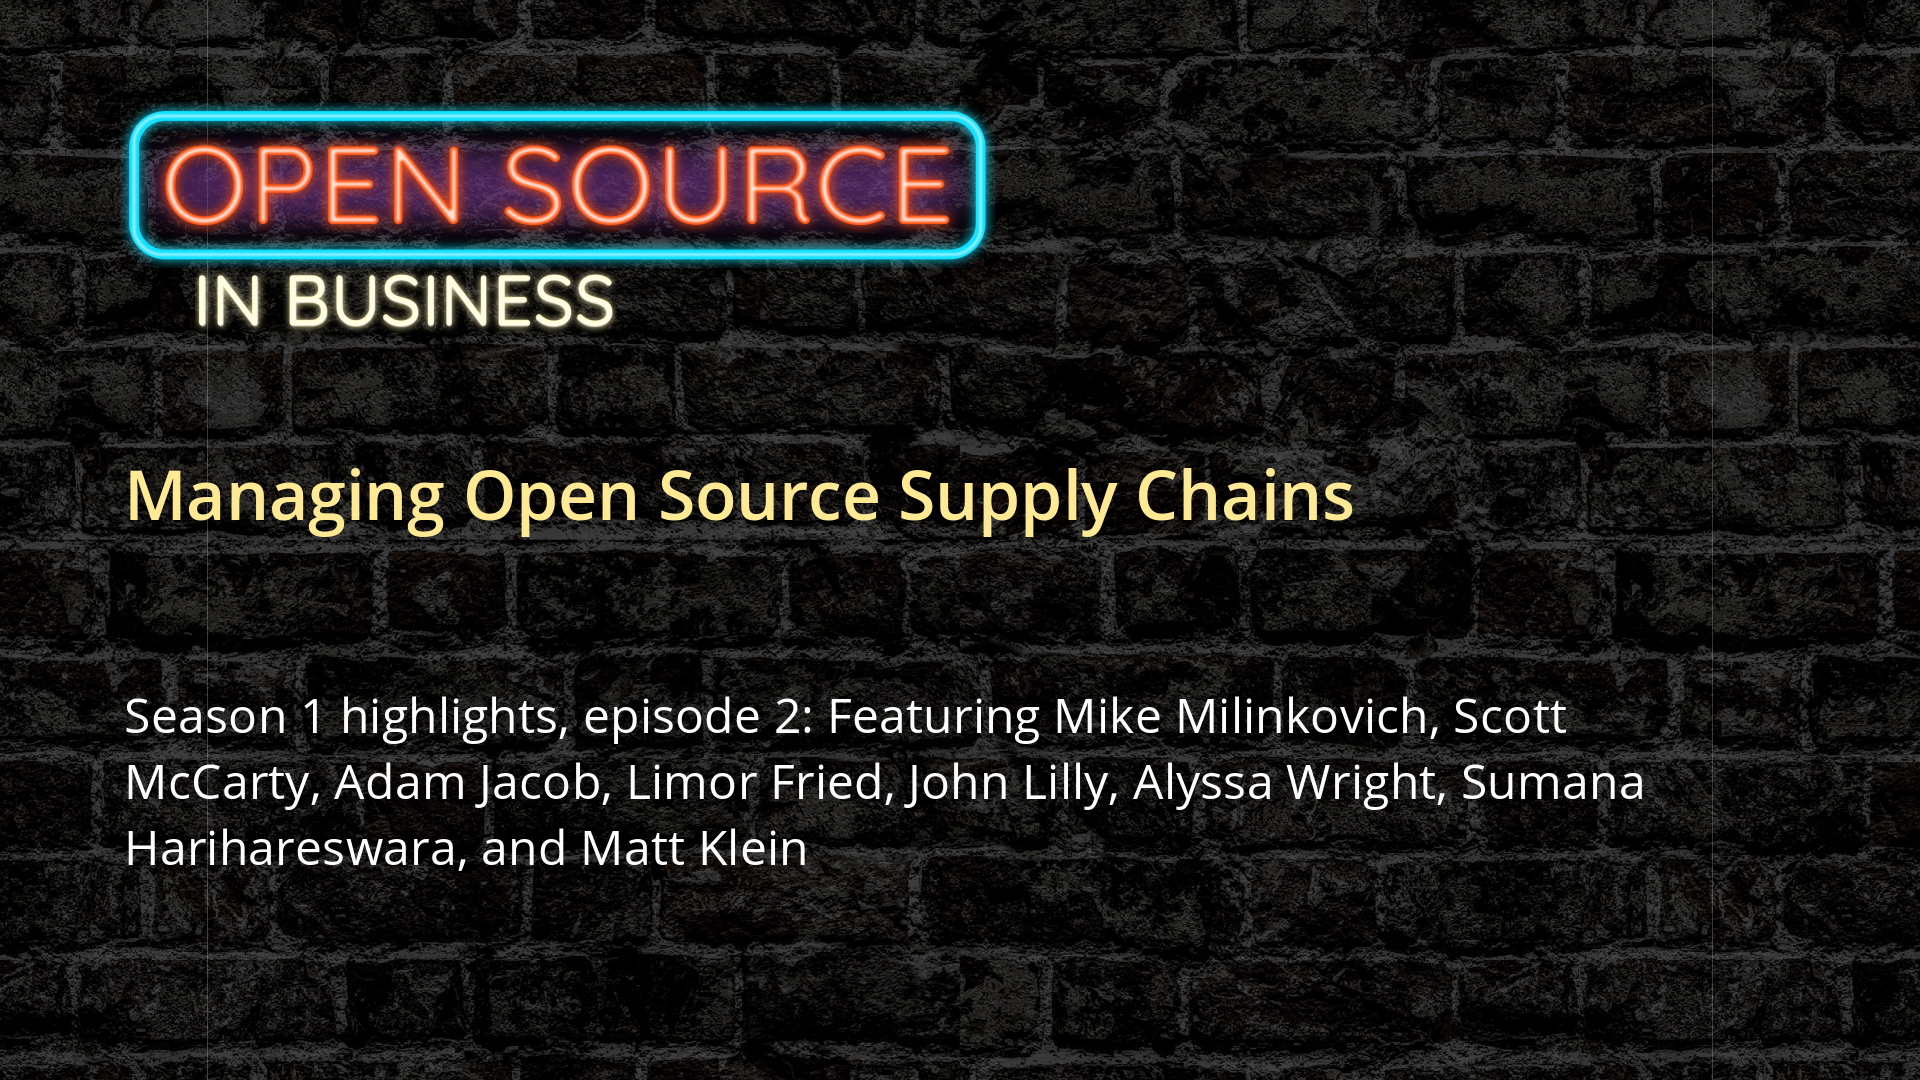 OPEN SOURCE
IN BUSINESS
Managing Open Source Supply Chains
Season 1 highlights, episode 2: Featuring Mike Milinkovich, Scott
McCarty, Adam Jacob, Limor Fried, John Lilly, Alyssa Wright, Sumana
Harihareswara, and Matt Klein